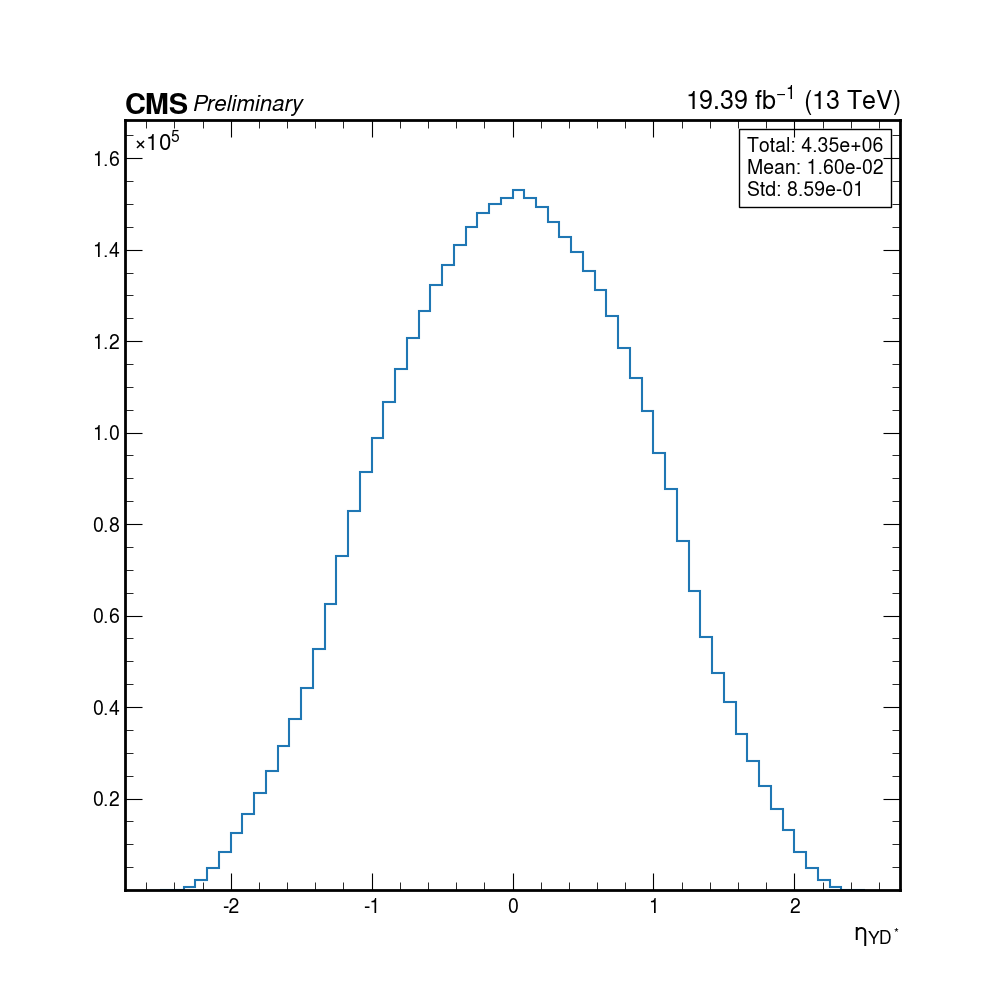 CMS Preliminary
19.39 fb⁻¹ (13 TeV)
×10⁵
Total: 4.35e+06
Mean: 1.60e-02
Std: 8.59e-01
1.6
1.4
1.2
1.0
0.8
0.6
0.4
0.2
-2 -1 0 1 2
η_YD*